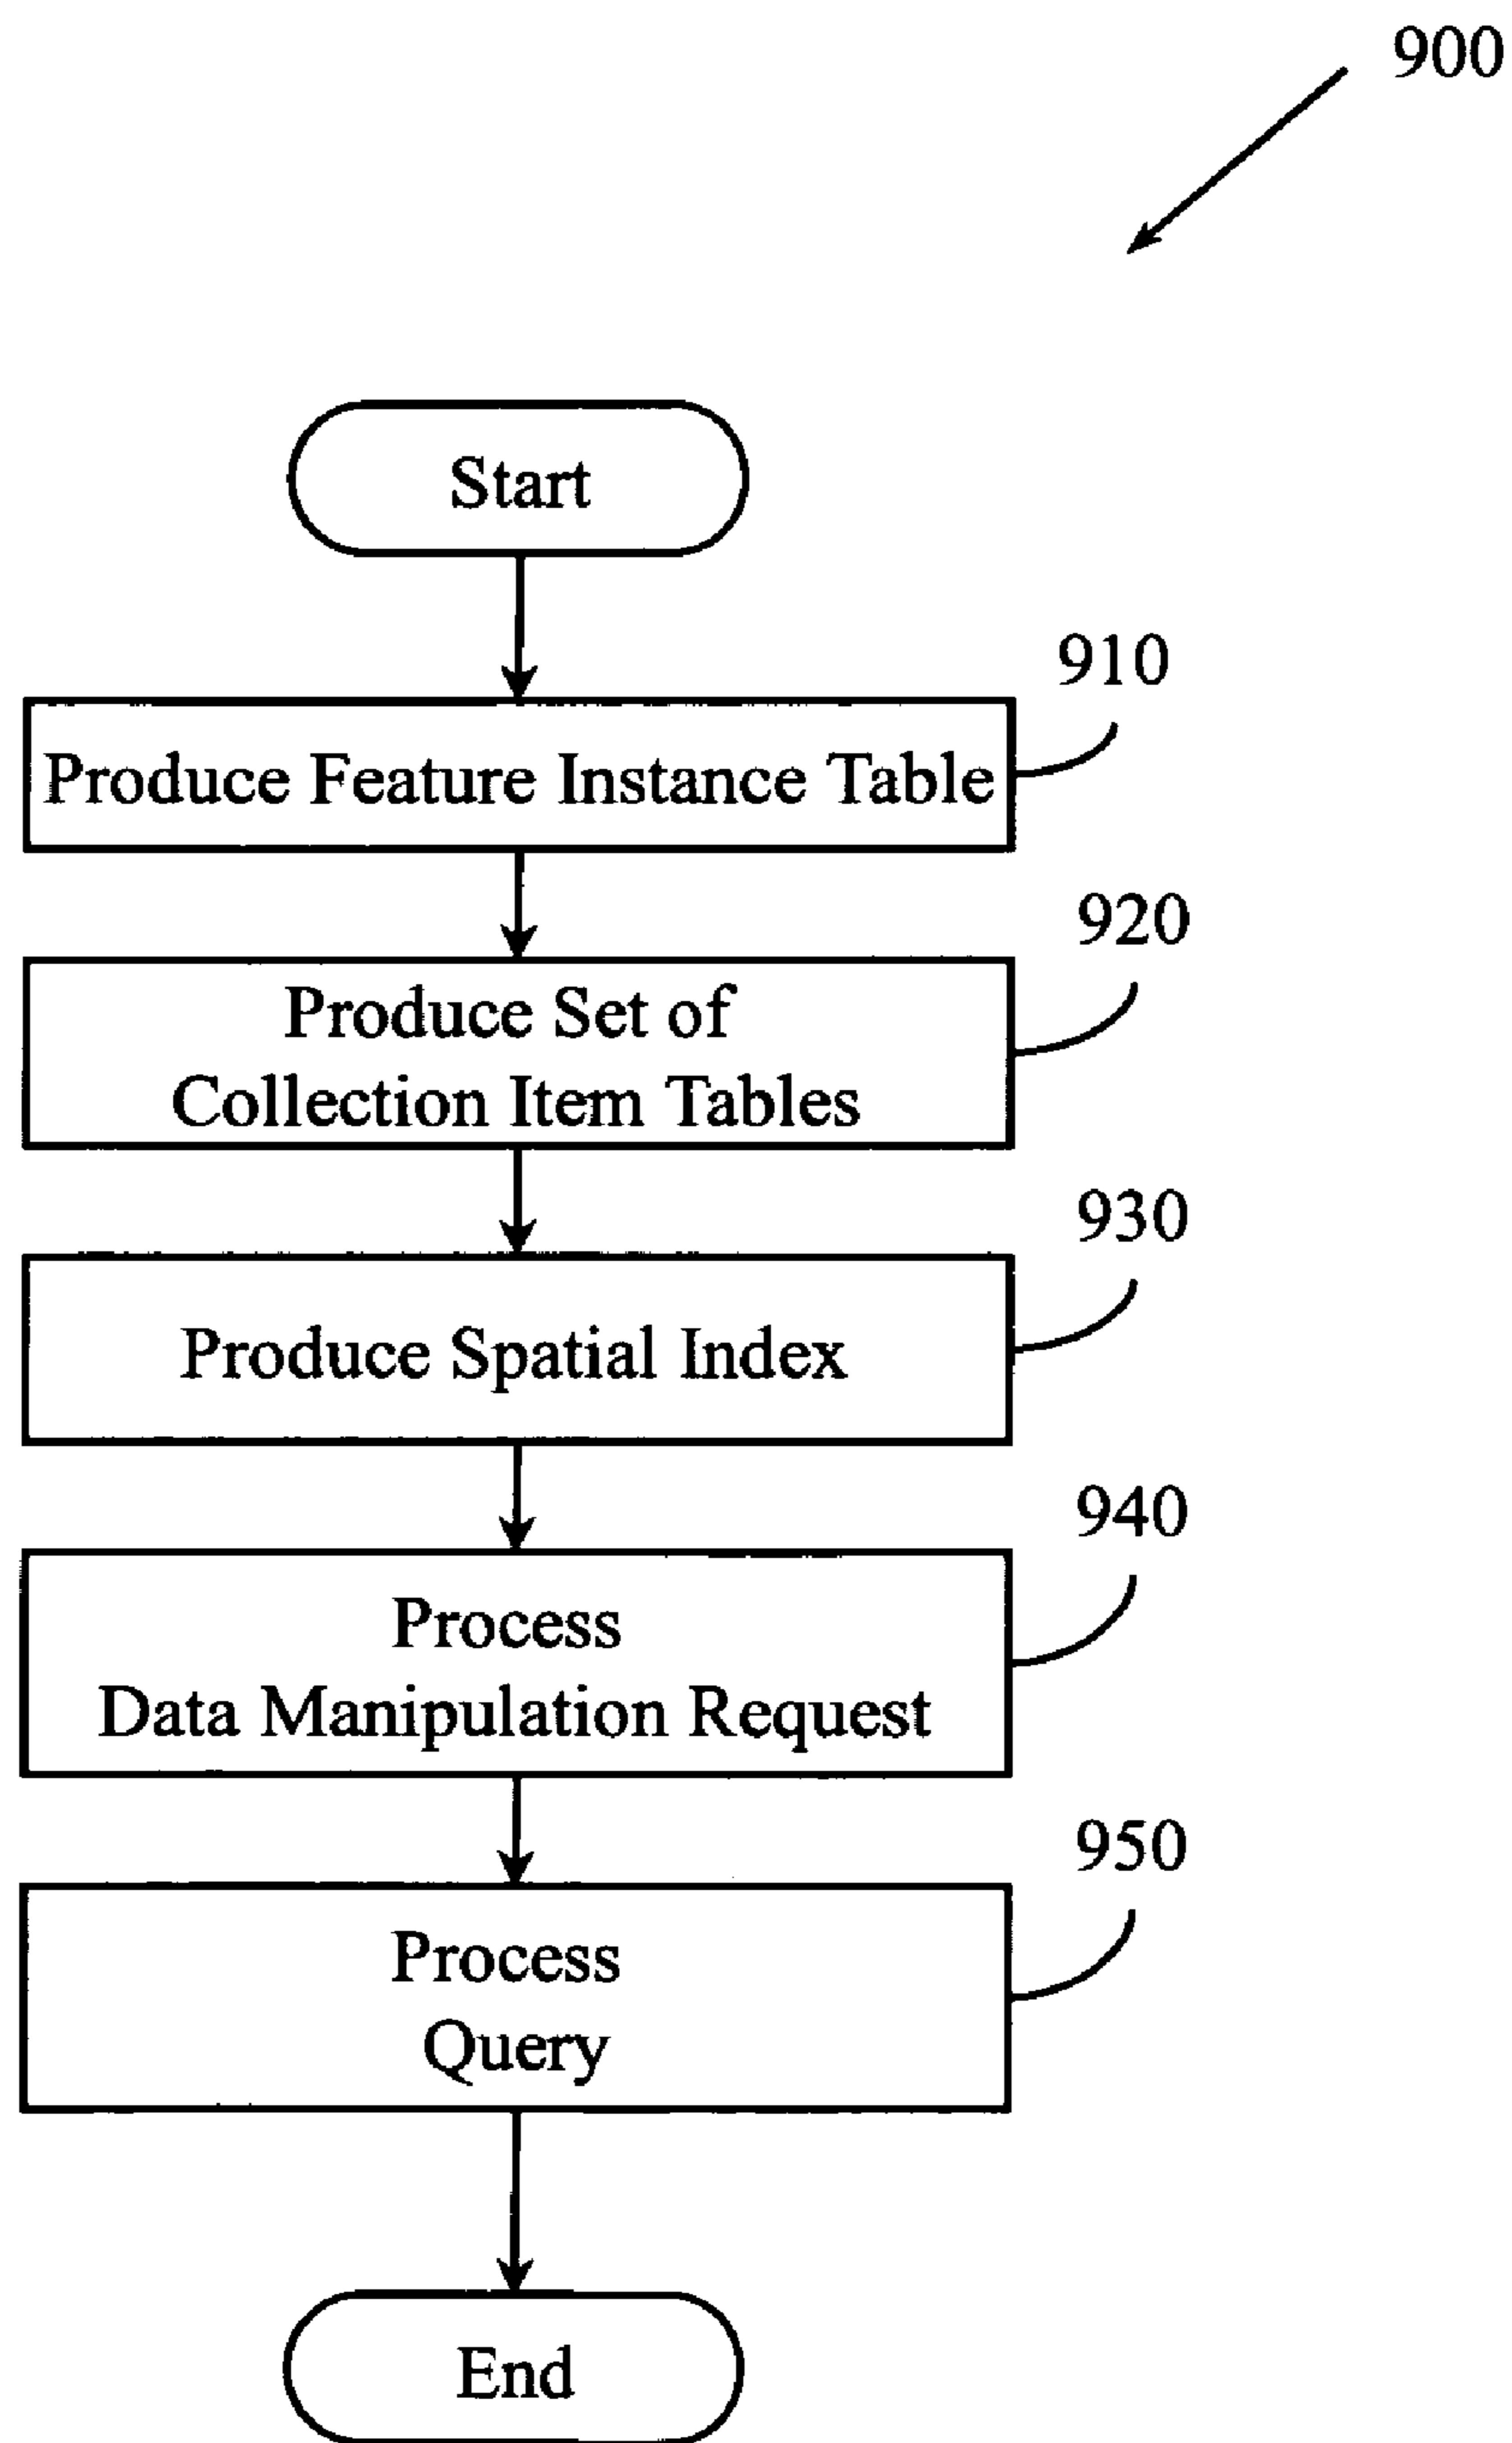 900
Start
910
Produce Feature Instance Table
920
Produce Set of
Collection Item Tables
930
Produce Spatial Index
940
Process
Data Manipulation Request
950
Process
Query
End